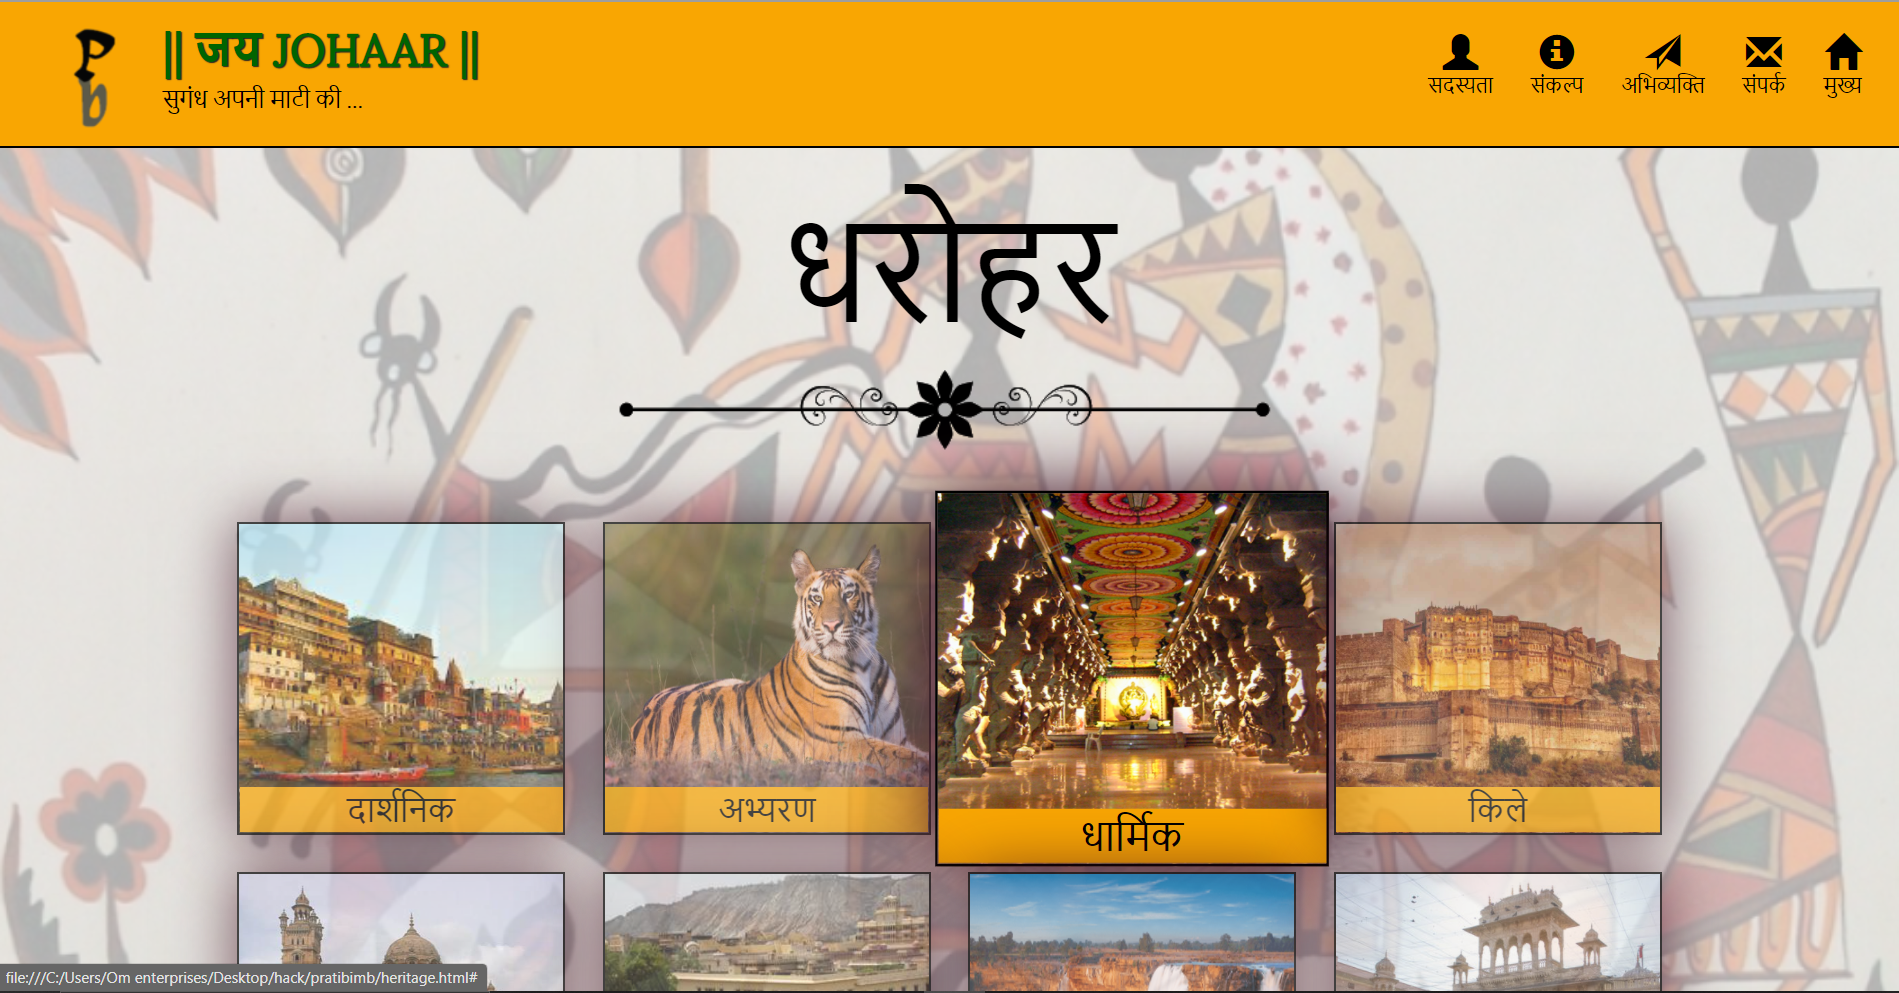 || जय JOHAAR ||
सुगंध अपनी माटी की ...
सदस्यता
संकल्प
अभिव्यक्ति
संपर्क
मुख्य
धरोहर
दार्शनिक
अभ्यरण
धार्मिक
किले
file:///C:/Users/Om enterprises/Desktop/hack/pratibimb/heritage.html#